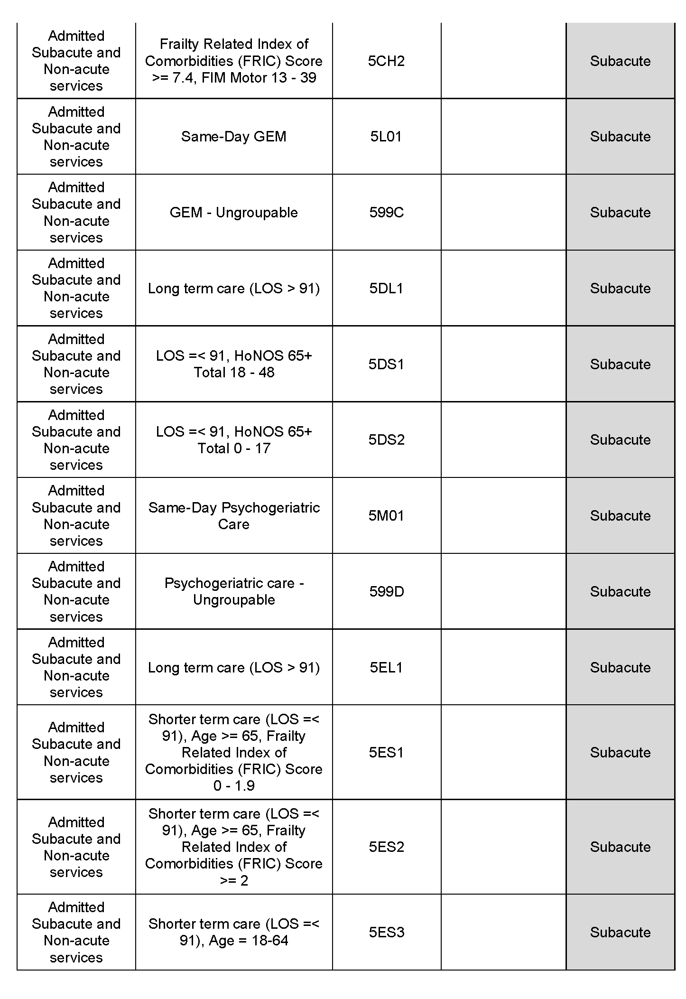 Admitted
Subacute and
Non-acute
services
Frailty Related Index of
Comorbidities (FRIC) Score
>= 7.4, FIM Motor 13 - 39
5CH2
Subacute
Admitted
Subacute and
Non-acute
services
Same-Day GEM
5L01
Subacute
Admitted
Subacute and
Non-acute
services
GEM - Ungroupable
599C
Subacute
Admitted
Subacute and
Non-acute
services
Long term care (LOS > 91)
5DL1
Subacute
Admitted
Subacute and
Non-acute
services
LOS =< 91, HoNOS 65+
Total 18 - 48
5DS1
Subacute
Admitted
Subacute and
Non-acute
services
LOS =< 91, HoNOS 65+
Total 0 - 17
5DS2
Subacute
Admitted
Subacute and
Non-acute
services
Same-Day Psychogeriatric
Care
5M01
Subacute
Admitted
Subacute and
Non-acute
services
Psychogeriatric care -
Ungroupable
599D
Subacute
Admitted
Subacute and
Non-acute
services
Long term care (LOS > 91)
5EL1
Subacute
Admitted
Subacute and
Non-acute
services
Shorter term care (LOS =<
91), Age >= 65, Frailty
Related Index of
Comorbidities (FRIC) Score
0 - 1.9
5ES1
Subacute
Admitted
Subacute and
Non-acute
services
Shorter term care (LOS =<
91), Age >= 65, Frailty
Related Index of
Comorbidities (FRIC) Score
>= 2
5ES2
Subacute
Admitted
Subacute and
Non-acute
services
Shorter term care (LOS =<
91), Age = 18-64
5ES3
Subacute